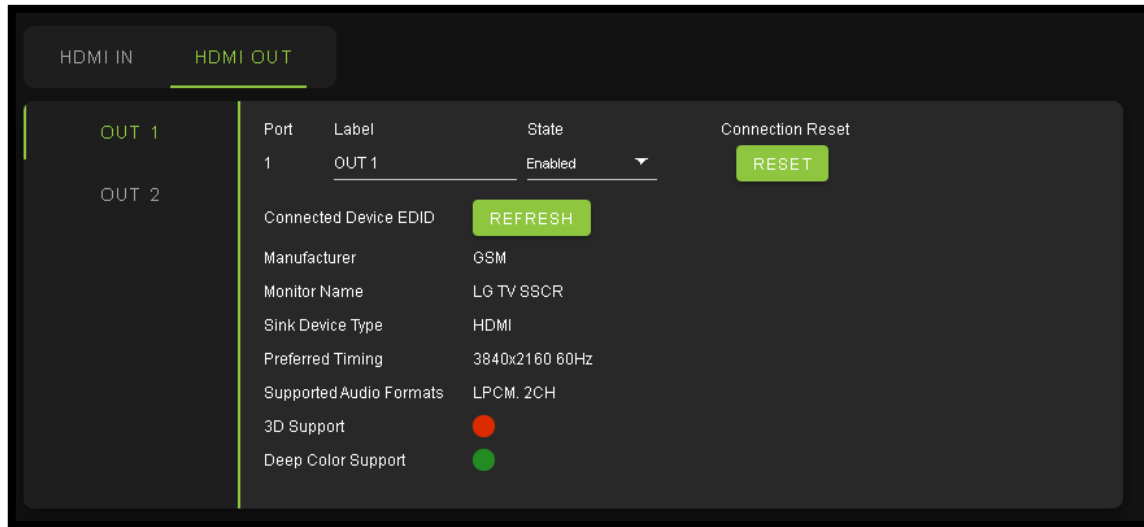 HDMI IN HDMI OUT
OUT 1
OUT 2
Port Label State Connection Reset
1 OUT 1 Enabled RESET
Connected Device EDID REFRESH
Manufacturer GSM
Monitor Name LG TV SSCR
Sink Device Type HDMI
Preferred Timing 3840x2160 60Hz
Supported Audio Formats LPCM. 2CH
3D Support
Deep Color Support